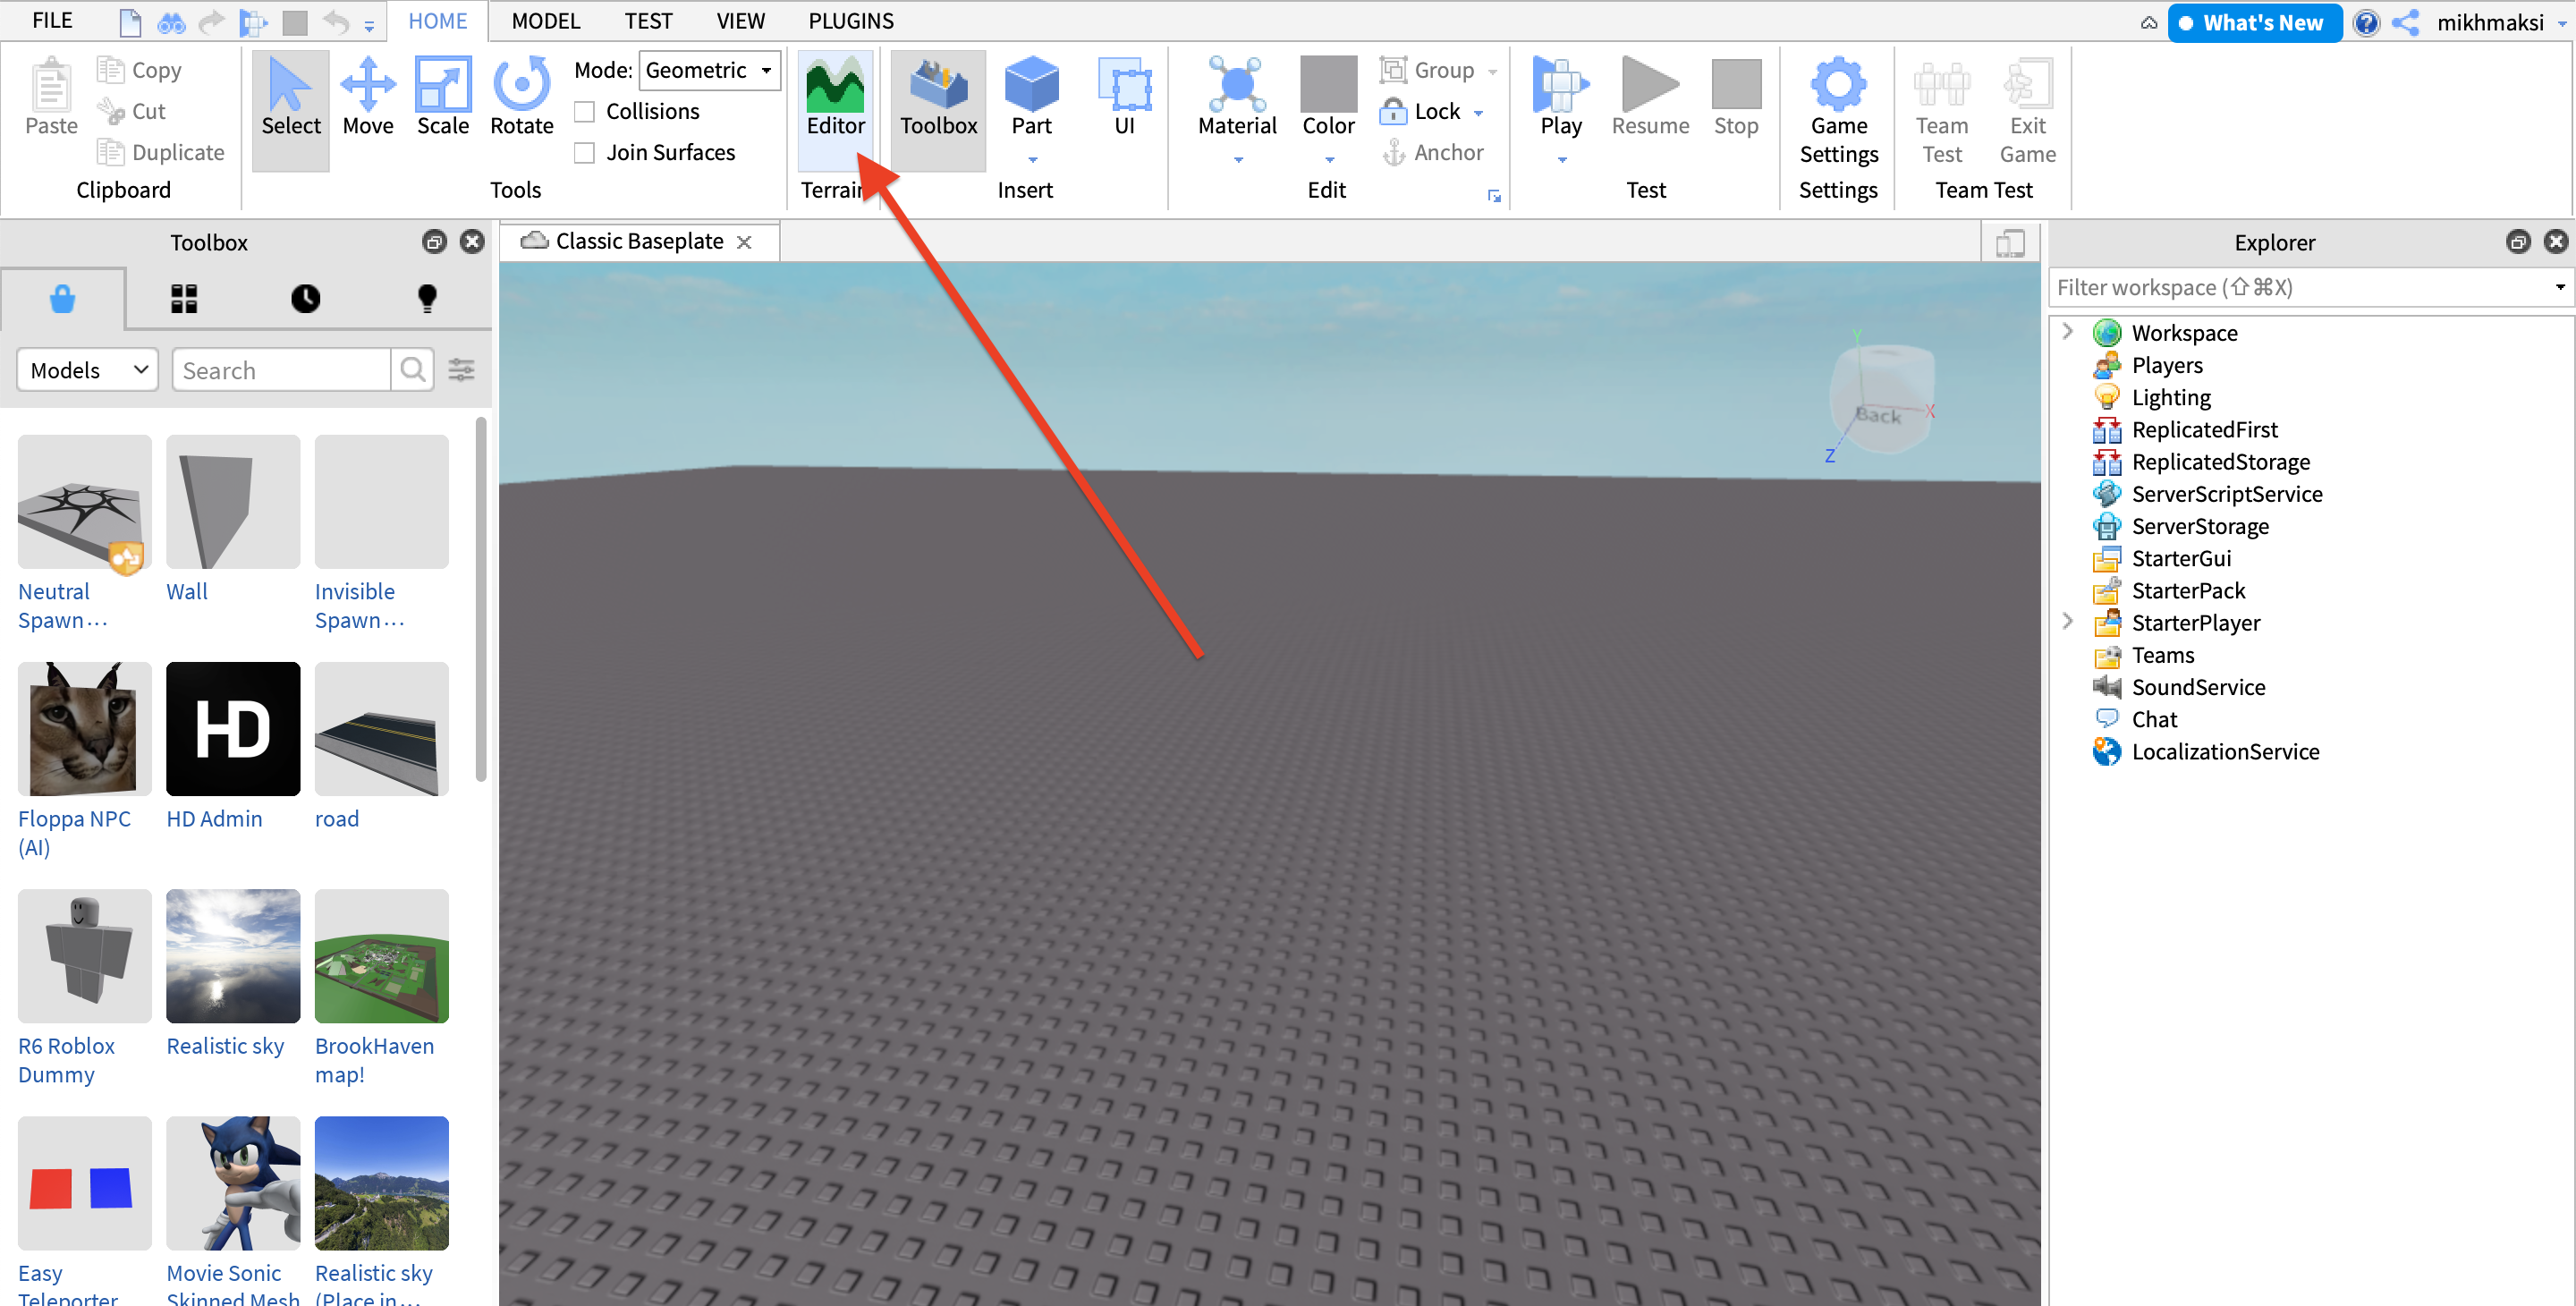 FILE
HOME
MODEL
TEST
VIEW
PLUGINS
What's New
mikhmaksi
Paste
Copy
Cut
Duplicate
Clipboard
Select
Move
Scale
Rotate
Mode: Geometric
Collisions
Join Surfaces
Tools
Editor
Terrain
Toolbox
Part
UI
Insert
Material
Color
Group
Lock
Anchor
Edit
Play
Resume
Stop
Test
Game
Settings
Settings
Team
Test
Exit
Game
Team Test
Toolbox
Models
Search
Neutral
Spawn...
Wall
Invisible
Spawn...
Floppa NPC
(AI)
HD
HD Admin
road
R6 Roblox
Dummy
Realistic sky
BrookHaven
map!
Easy
Teleporter
Movie Sonic
Skinned Mesh
Realistic sky
(Place in...
Classic Baseplate
Y
Back
X
Z
Explorer
Filter workspace (⇧⌘X)
Workspace
Players
Lighting
ReplicatedFirst
ReplicatedStorage
ServerScriptService
ServerStorage
StarterGui
StarterPack
StarterPlayer
Teams
SoundService
Chat
LocalizationService